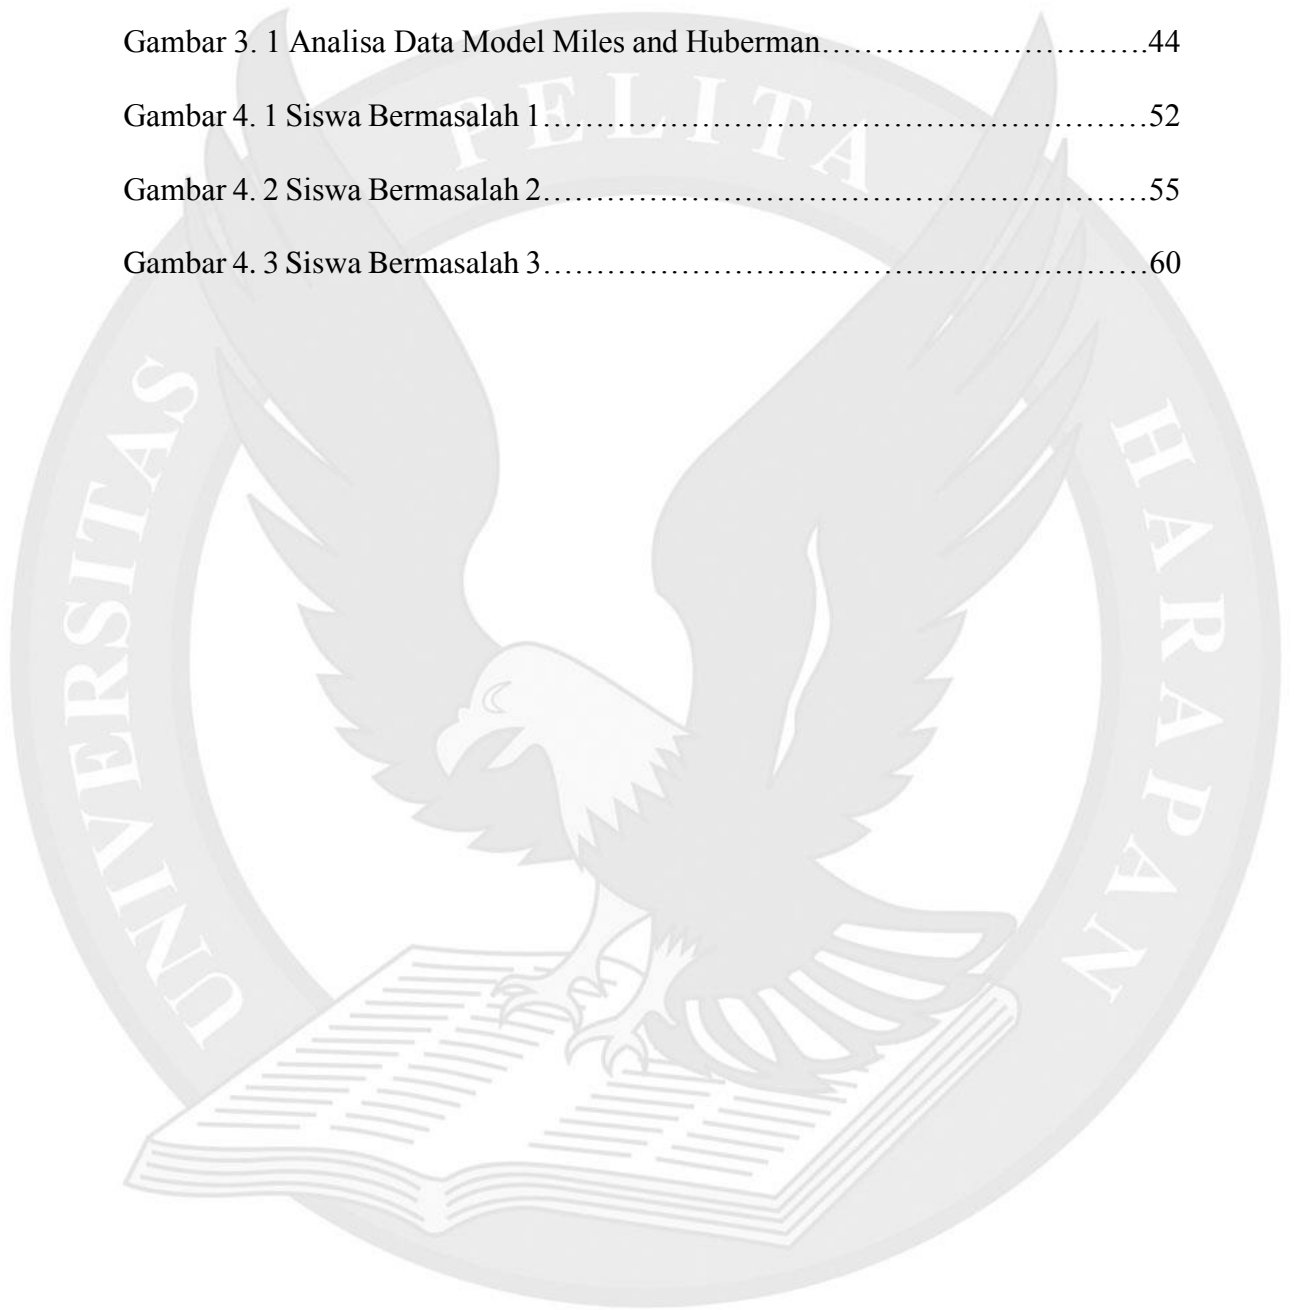 Gambar 3. 1 Analisa Data Model Miles and Huberman……………………………44
Gambar 4. 1 Siswa Bermasalah 1……………………………………………………52
Gambar 4. 2 Siswa Bermasalah 2……………………………………………………55
Gambar 4. 3 Siswa Bermasalah 3……………………………………………………60
UNIVERSITAS PELITA HARAPAN